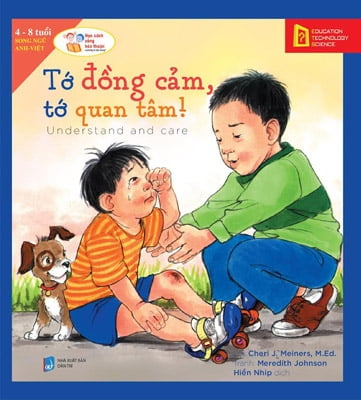 4 - 8 tuổi
SONG NGỮ
ANH-VIỆT
Học cách
sống
hòa thuận
EDUCATION
TECHNOLOGY
SCIENCE
Tớ đồng cảm,
tớ quan tâm!
Understand and care
Cheri J. Meiners, M.Ed.
Tranh: Meredith Johnson
Hiền Nhíp dịch
NHÀ XUẤT BẢN
DÂN TRÍ